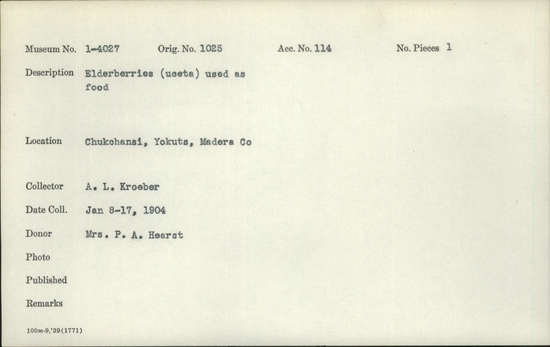 Museum No. 1-4027 Orig. No. 1025 Acc. No. 114 No. Pieces 1
Description Elderberries (uceta) used as
food
Location Chukchansi, Yokuts, Madera Co
Collector A. L. Kroeber
Date Coll. Jan 8-17, 1904
Donor Mrs. P. A. Hearst
Photo
Published
Remarks
100m-9,'29(1771)